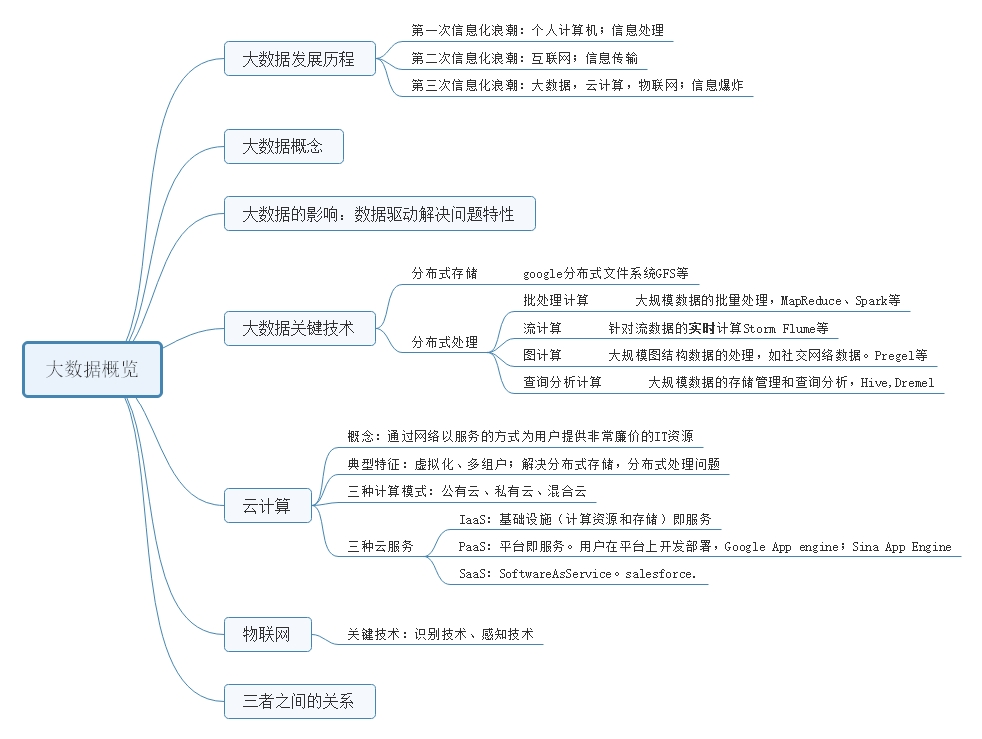 第一次信息化浪潮：个人计算机；信息处理
大数据发展历程
第二次信息化浪潮：互联网；信息传输
第三次信息化浪潮：大数据，云计算，物联网；信息爆炸
大数据概念
大数据的影响：数据驱动解决问题特性
分布式存储 google分布式文件系统GFS等
批处理计算 大规模数据的批量处理，MapReduce、Spark等
大数据关键技术
流计算 针对流数据的实时计算Storm Flume等
分布式处理
图计算 大规模图结构数据的处理，如社交网络数据。Pregel等
大数据概览
查询分析计算 大规模数据的存储管理和查询分析，Hive,Dremel
概念：通过网络以服务的方式为用户提供非常廉价的IT资源
典型特征：虚拟化、多组户；解决分布式存储，分布式处理问题
三种计算模式：公有云、私有云、混合云
云计算
IaaS：基础设施（计算资源和存储）即服务
三种云服务
PaaS：平台即服务。用户在平台上开发部署，Google App engine；Sina App Engine
SaaS：SoftwareAsService。salesforce.
物联网
关键技术：识别技术、感知技术
三者之间的关系